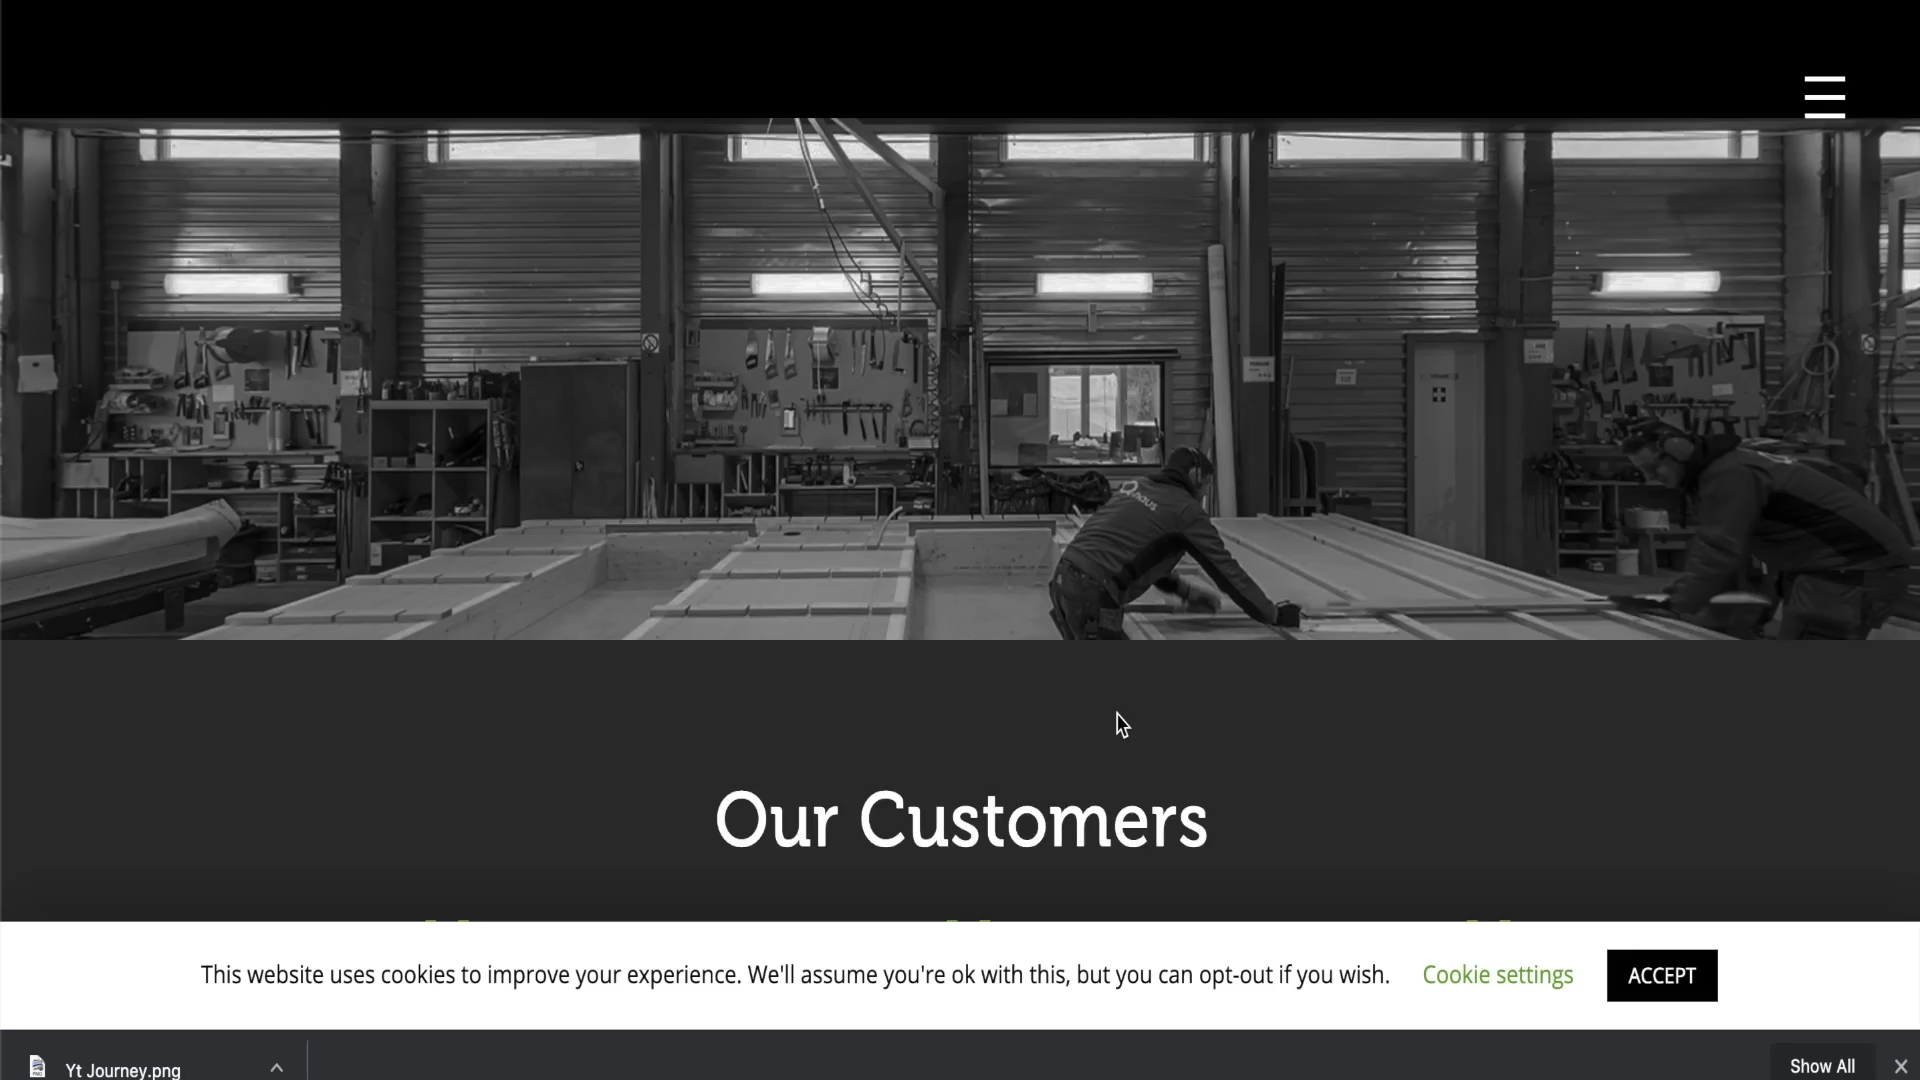 Our Customers
This website uses cookies to improve your experience. We'll assume you're ok with this, but you can opt-out if you wish.
Cookie settings
ACCEPT
Yt Journey.png
Show All